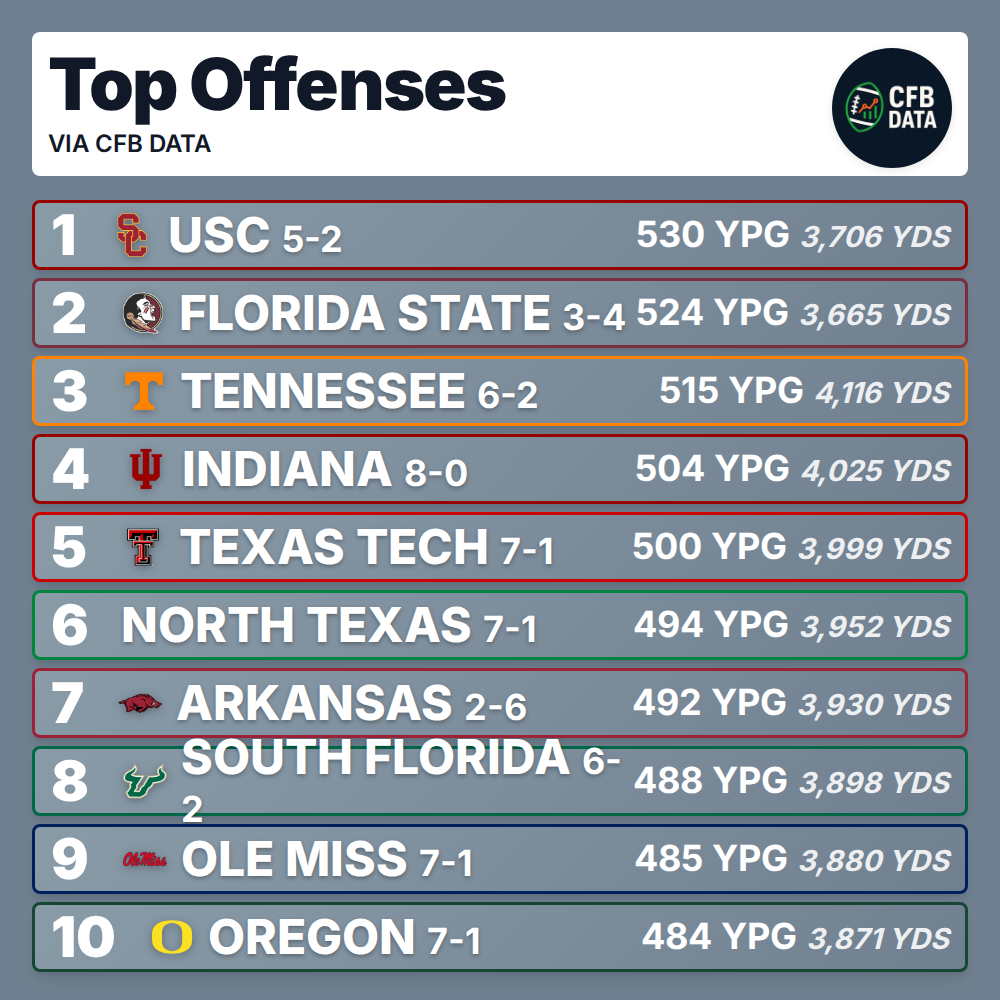 Top Offenses
VIA CFB DATA
CFB
DATA
1 USC 5-2 530 YPG 3,706 YDS
2 FLORIDA STATE 3-4 524 YPG 3,665 YDS
3 T TENNESSEE 6-2 515 YPG 4,116 YDS
4 INDIANA 8-0 504 YPG 4,025 YDS
5 TEXAS TECH 7-1 500 YPG 3,999 YDS
6 NORTH TEXAS 7-1 494 YPG 3,952 YDS
7 ARKANSAS 2-6 492 YPG 3,930 YDS
8 SOUTH FLORIDA 6-
2 488 YPG 3,898 YDS
9 Ole Miss OLE MISS 7-1 485 YPG 3,880 YDS
10 O OREGON 7-1 484 YPG 3,871 YDS